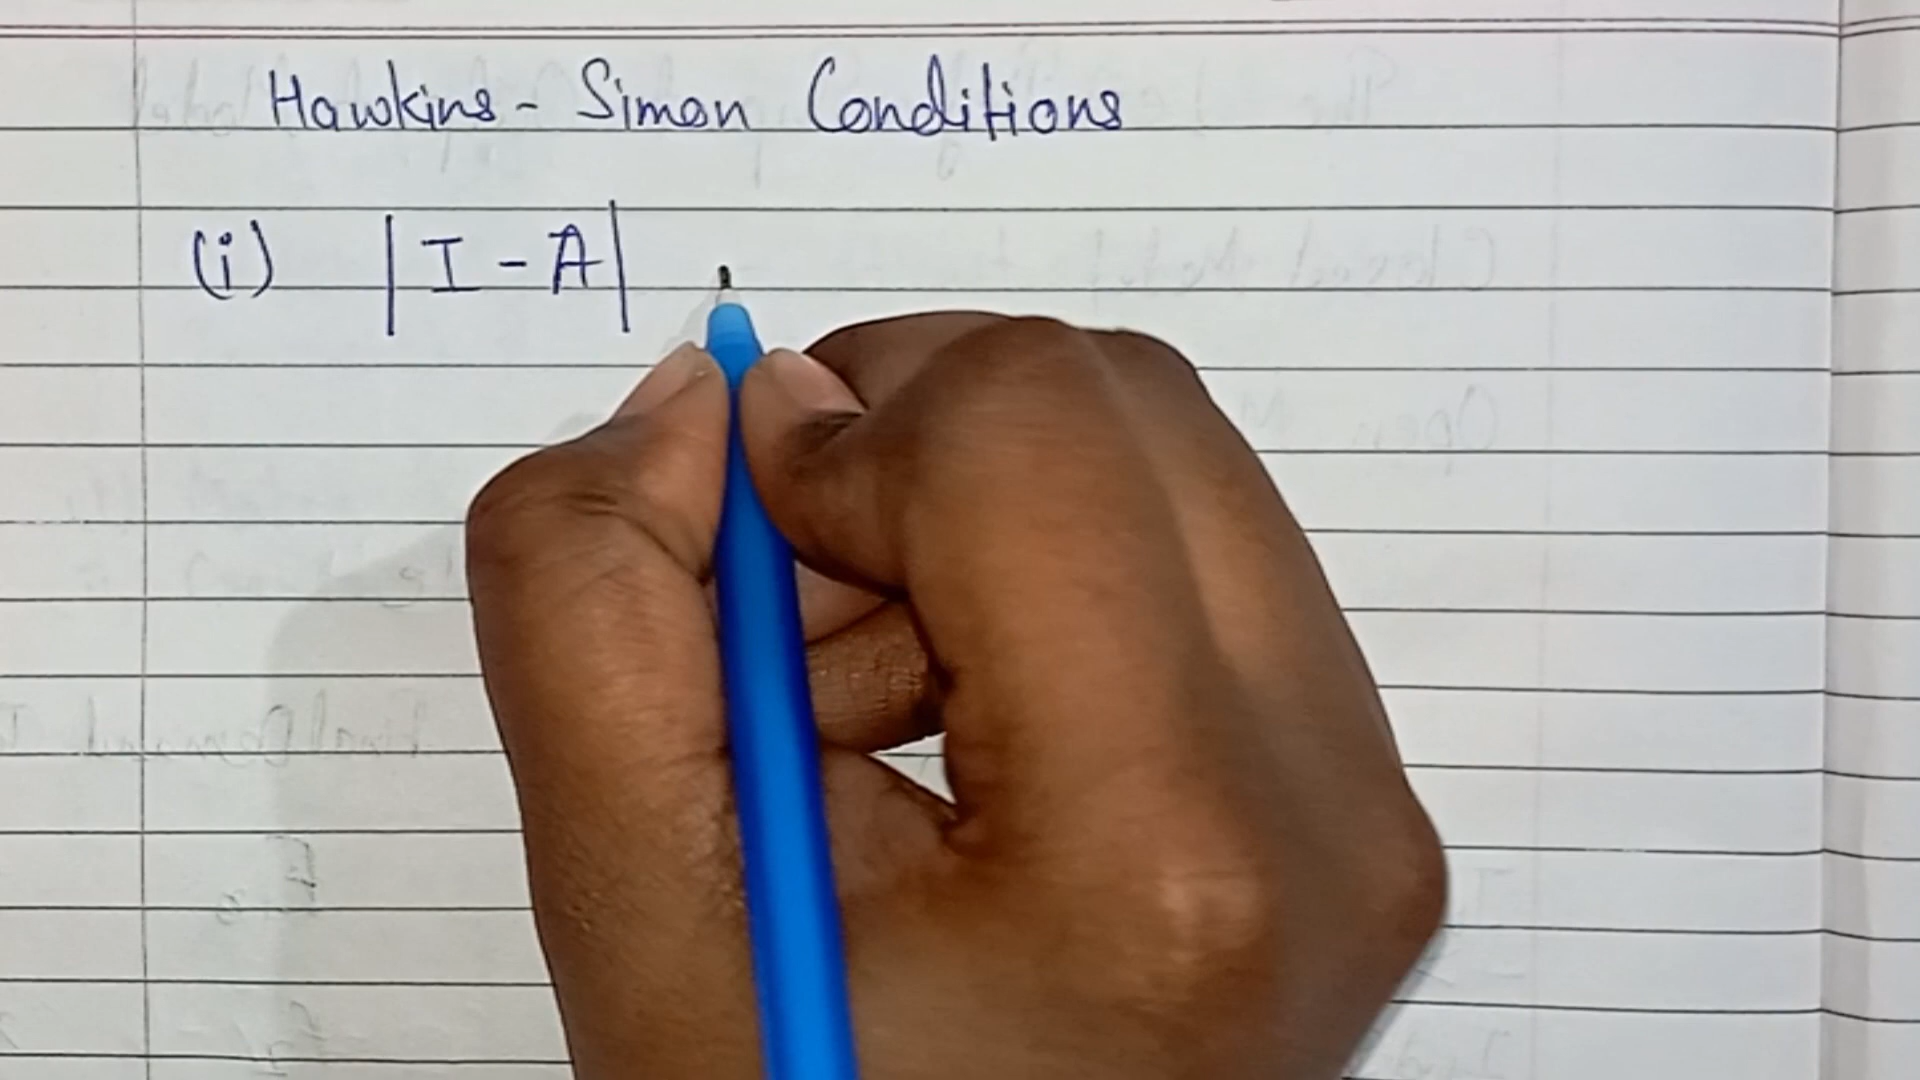 Hawkins - Simon Conditions
(i) |I - A|